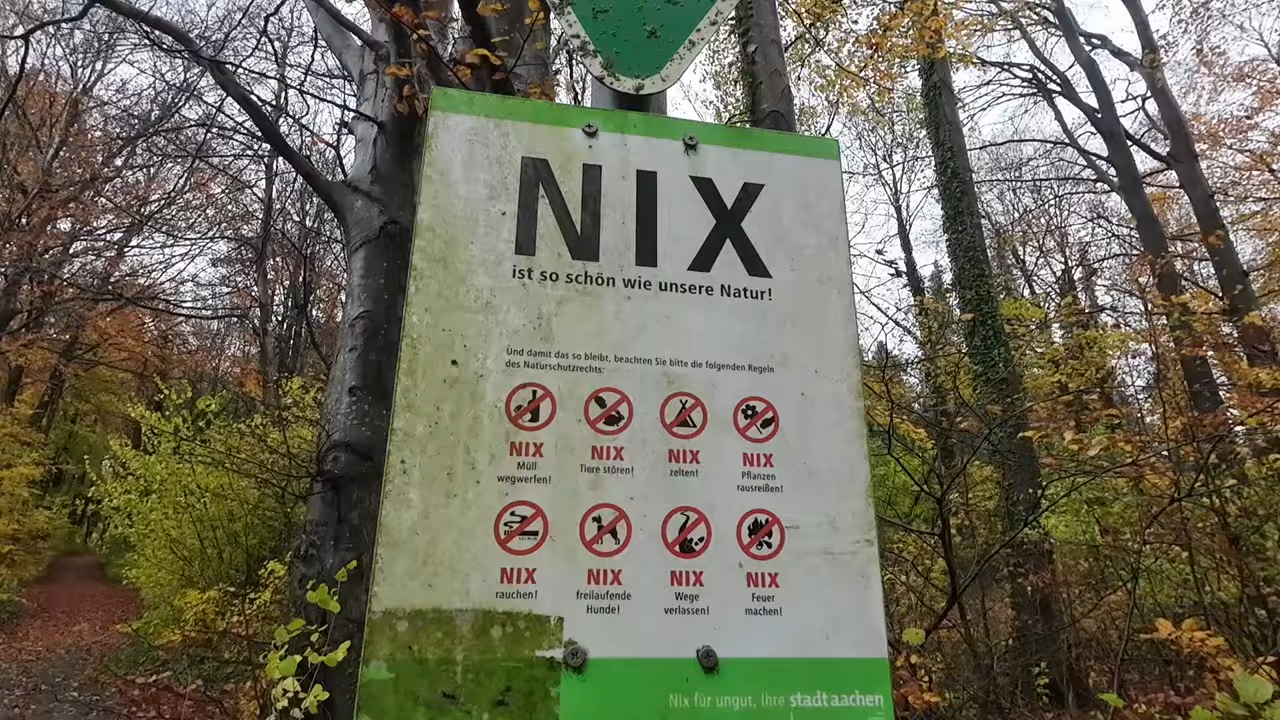 NIX
ist so schön wie unsere Natur!
Und damit das so bleibt, beachten Sie bitte die folgenden Regeln
des Naturschutzrechts:
NIX
Müll
wegwerfen!
NIX
Tiere stören!
NIX
zelten!
NIX
Pflanzen
rausreißen!
NIX
rauchen!
NIX
freilaufende
Hunde!
NIX
Wege
verlassen!
NIX
Feuer
machen!
Nix für ungut, Ihre stadt aachen